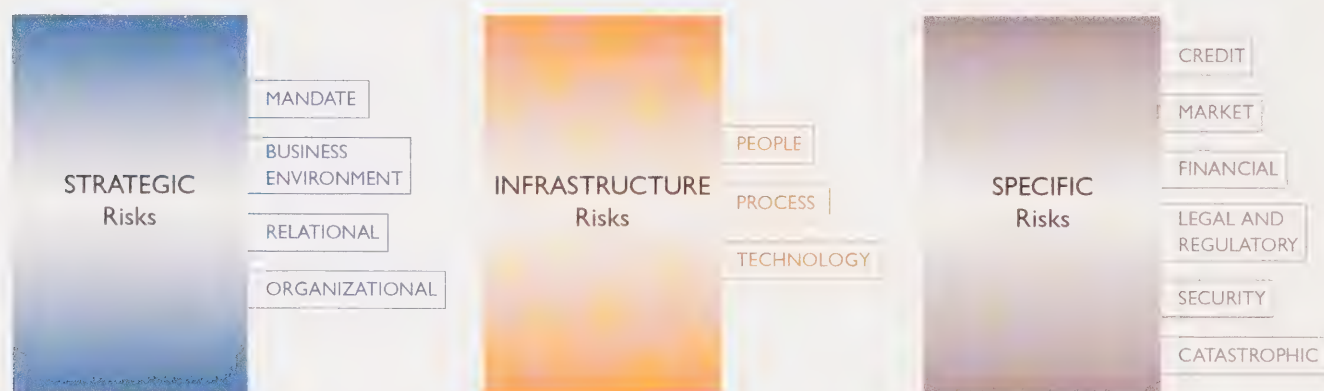 STRATEGIC
Risks
MANDATE
BUSINESS
ENVIRONMENT
RELATIONAL
ORGANIZATIONAL
INFRASTRUCTURE
Risks
PEOPLE
PROCESS
TECHNOLOGY
SPECIFIC
Risks
CREDIT
MARKET
FINANCIAL
LEGAL AND
REGULATORY
SECURITY
CATASTROPHIC